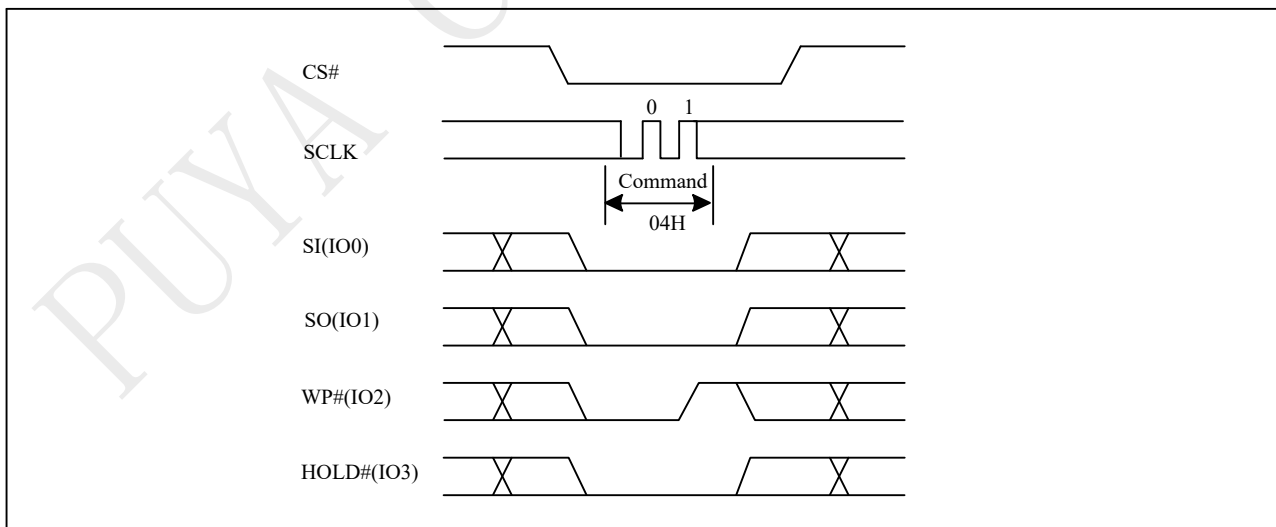 CS#
0 1
SCLK
Command
04H
SI(IO0)
SO(IO1)
WP#(IO2)
HOLD#(IO3)
PUYA